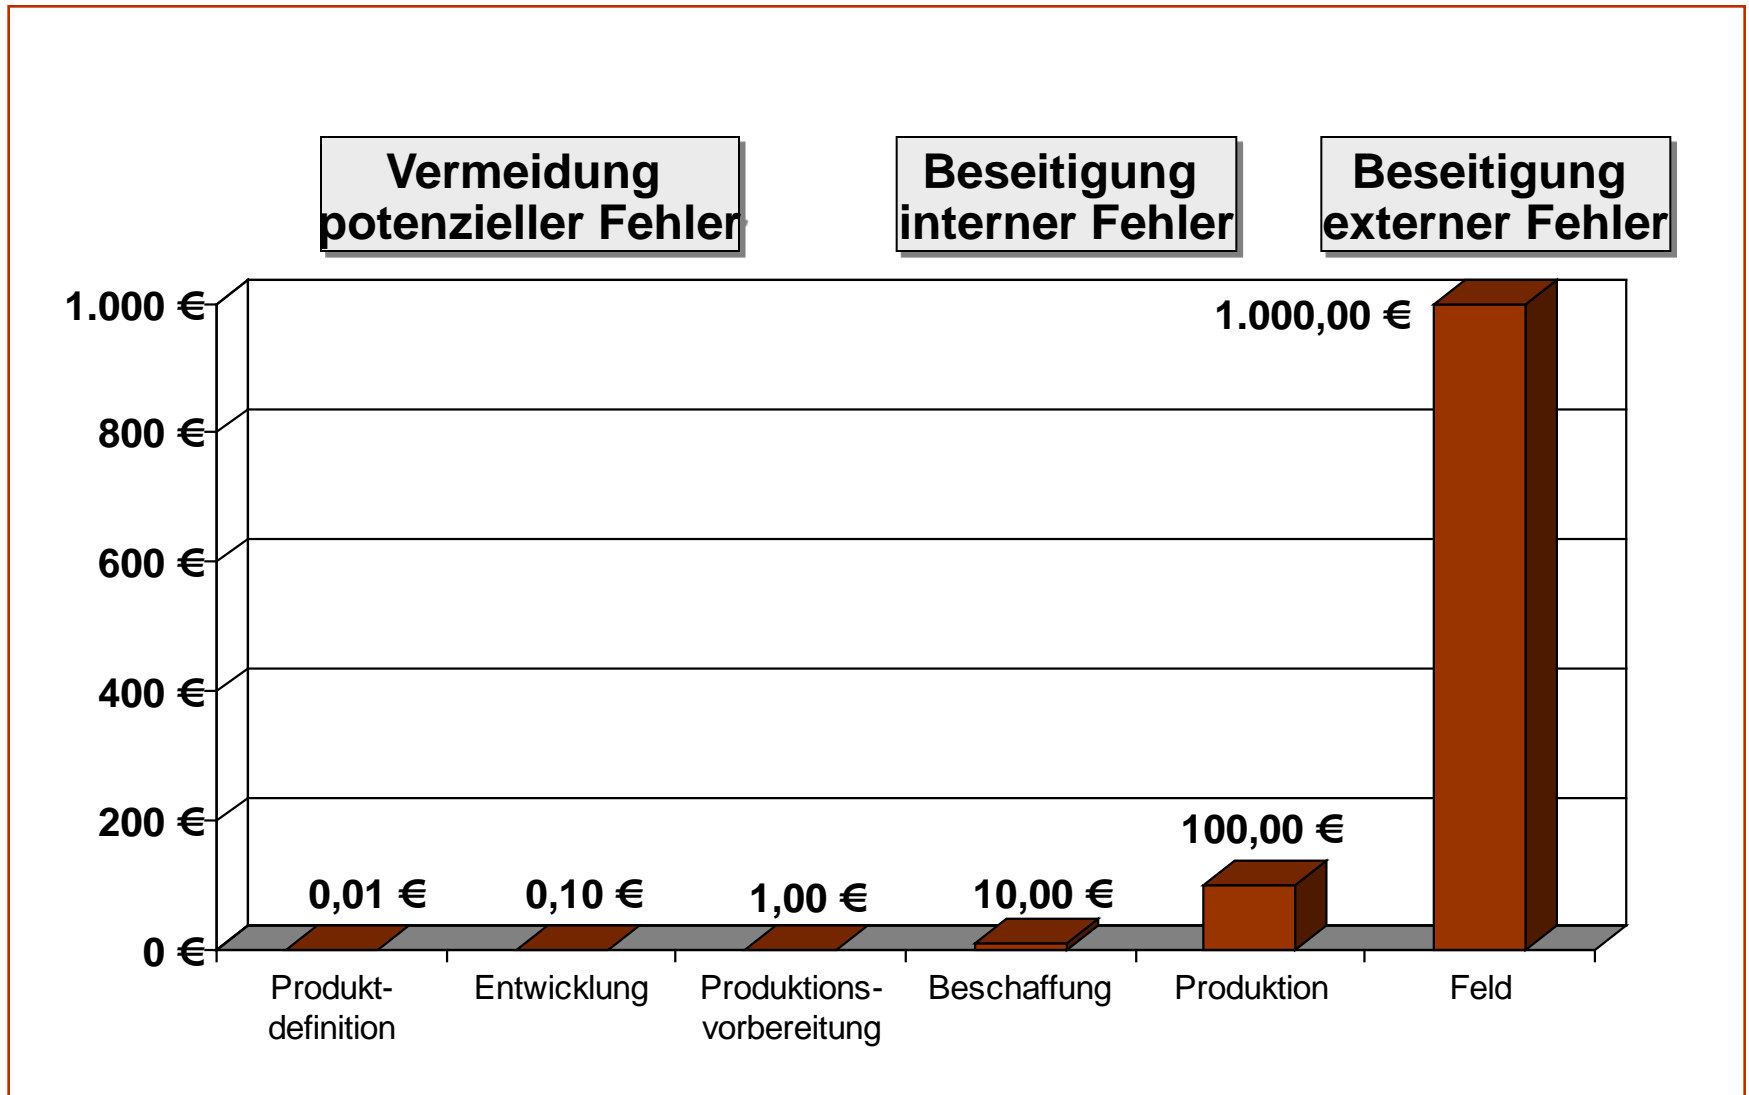 Vermeidung
potenzieller Fehler
Beseitigung
interner Fehler
Beseitigung
externer Fehler
1.000 €
800 €
600 €
400 €
200 €
0 €
0,01 €
0,10 €
1,00 €
10,00 €
100,00 €
1.000,00 €
Produkt-
definition
Entwicklung
Produktions-
vorbereitung
Beschaffung
Produktion
Feld